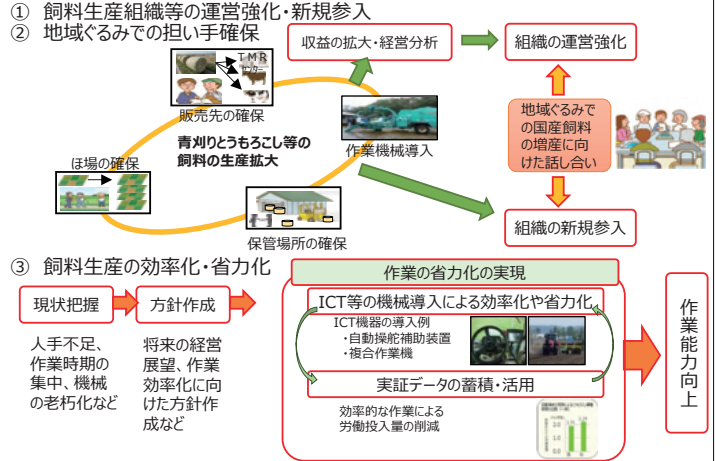 ① 飼料生産組織等の運営強化・新規参入
② 地域ぐるみでの担い手確保
収益の拡大・経営分析
組織の運営強化
TMR
センター
販売先の確保
青刈りとうもろこし等の
飼料の生産拡大
作業機械導入
地域ぐるみで
の国産飼料
の増産に向
けた話し合い
ほ場の確保
保管場所の確保
組織の新規参入
③ 飼料生産の効率化・省力化
作業の省力化の実現
現状把握
方針作成
ICT等の機械導入による効率化や省力化
ICT機器の導入例
・自動操舵補助装置
・複合作業機
人手不足、
作業時期の
集中、機械
の老朽化など
将来の経営
展望、作業
効率化に向
けた方針作
成など
実証データの蓄積・活用
効率的な作業による
労働投入量の削減
2.0
1.0
0.0
作業能力向上